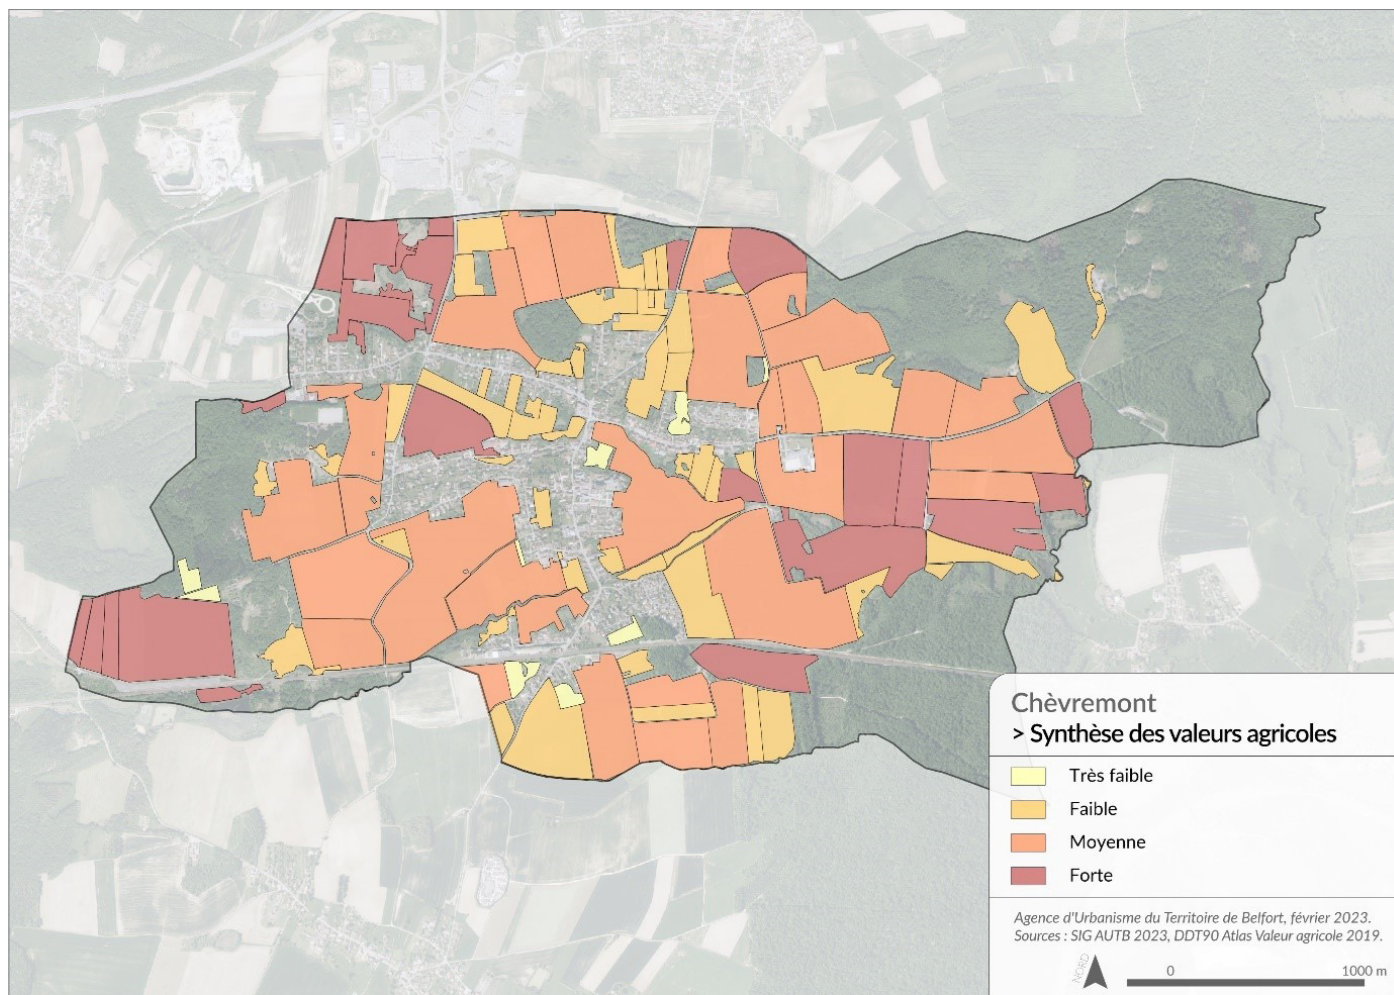 Chèvremont
> Synthèse des valeurs agricoles
Très faible
Faible
Moyenne
Forte
Agence d'Urbanisme du Territoire de Belfort, février 2023.
Sources : SIG AUTB 2023, DDT90 Atlas Valeur agricole 2019.
NORD
0 1000 m